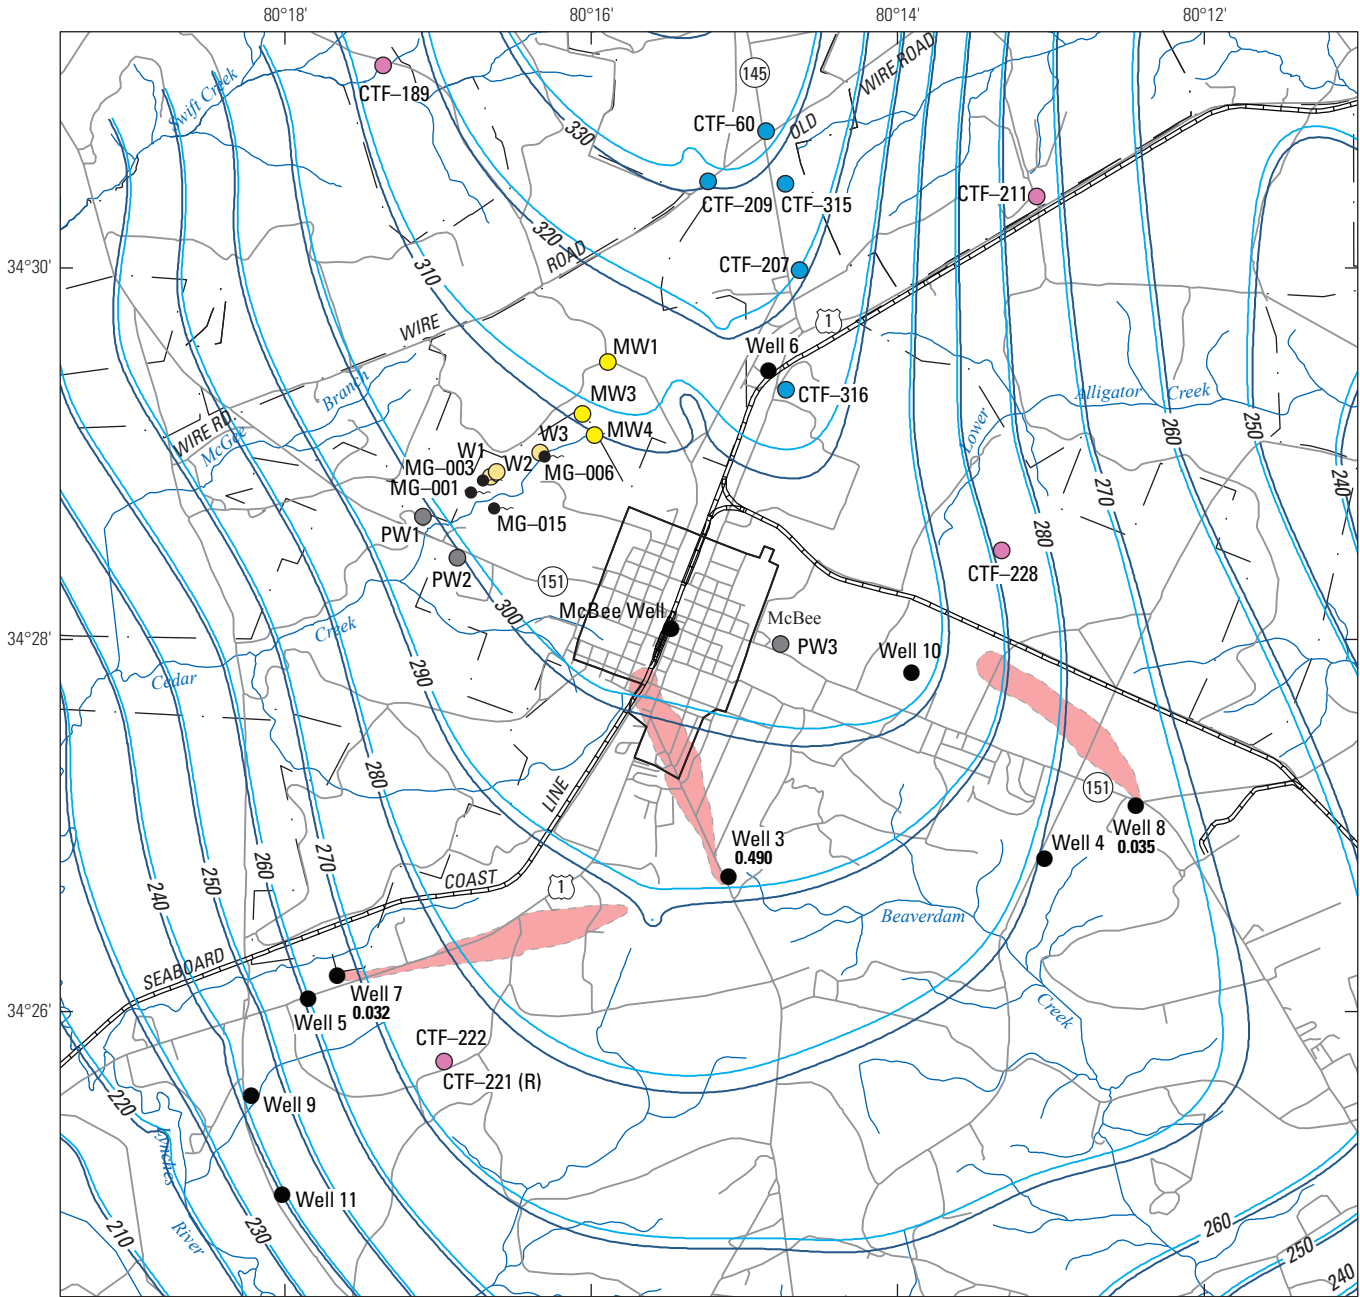 80°18' 80°16' 80°14' 80°12'
34°30'
34°28'
34°26'
Swift Creek
CTF–189
145
WIRE ROAD
OLD
CTF–60
330
CTF–209
CTF–315
CTF–211
320
ROAD
310
CTF–207
1
WIRE
MW1
Well 6
MW3
CTF–316
Alligator Creek
Branch
MW4
WIRE RD.
McGee
W3
W1
W2
MG–003
MG–006
MG–001
Lower
260
250
240
270
280
MG–015
PW1
PW2
CTF–228
151
300
McBee Well
McBee
PW3
Creek
Cedar
Well 10
290
280
270
260
250
240
LINE
151
Well 8
0.035
Well 3
0.490
Well 4
COAST
1
Beaverdam
SEABOARD
Well 7
0.032
Well 5
Creek
CTF–222
CTF–221 (R)
220
Well 9
Lynches
River
Well 11
210
230
260
250
240